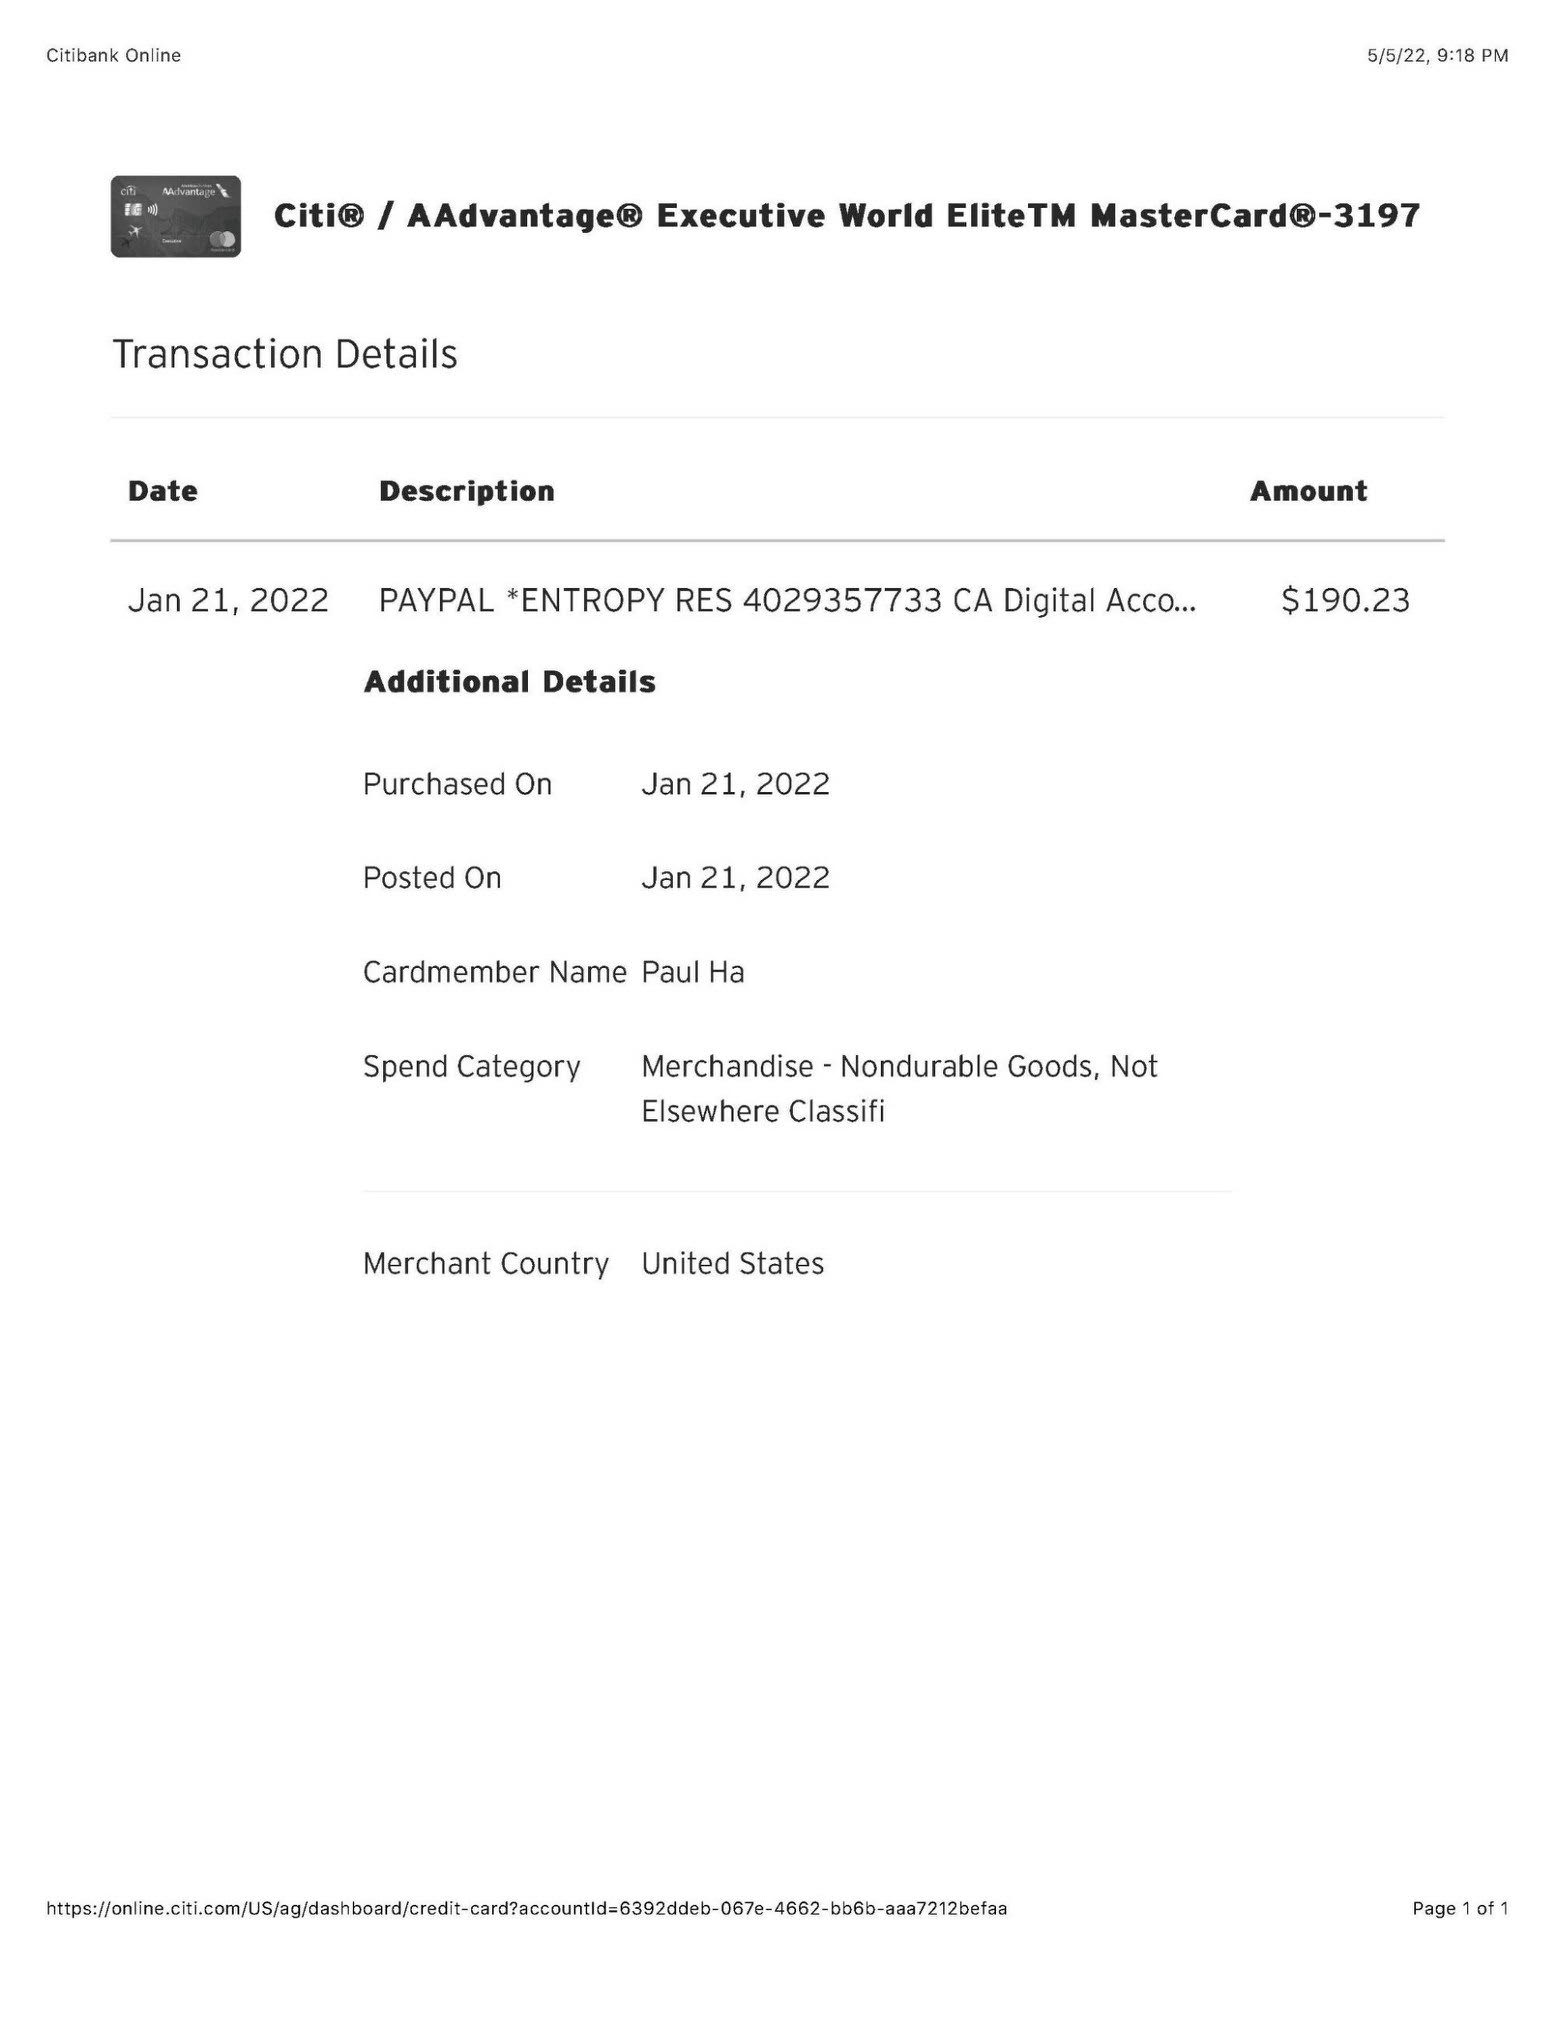 Citibank Online
5/5/22, 9:18 PM
citi
AAdvantage
Citi® / AAdvantage® Executive World EliteTM MasterCard®-3197
Transaction Details
Date Description Amount
Jan 21, 2022 PAYPAL *ENTROPY RES 4029357733 CA Digital Acco... $190.23
Additional Details
Purchased On Jan 21, 2022
Posted On Jan 21, 2022
Cardmember Name Paul Ha
Spend Category Merchandise - Nondurable Goods, Not
Elsewhere Classifi
Merchant Country United States
https://online.citi.com/US/ag/dashboard/credit-card?accountId=6392ddeb-067e-4662-bb6b-aaa7212befaa
Page 1 of 1